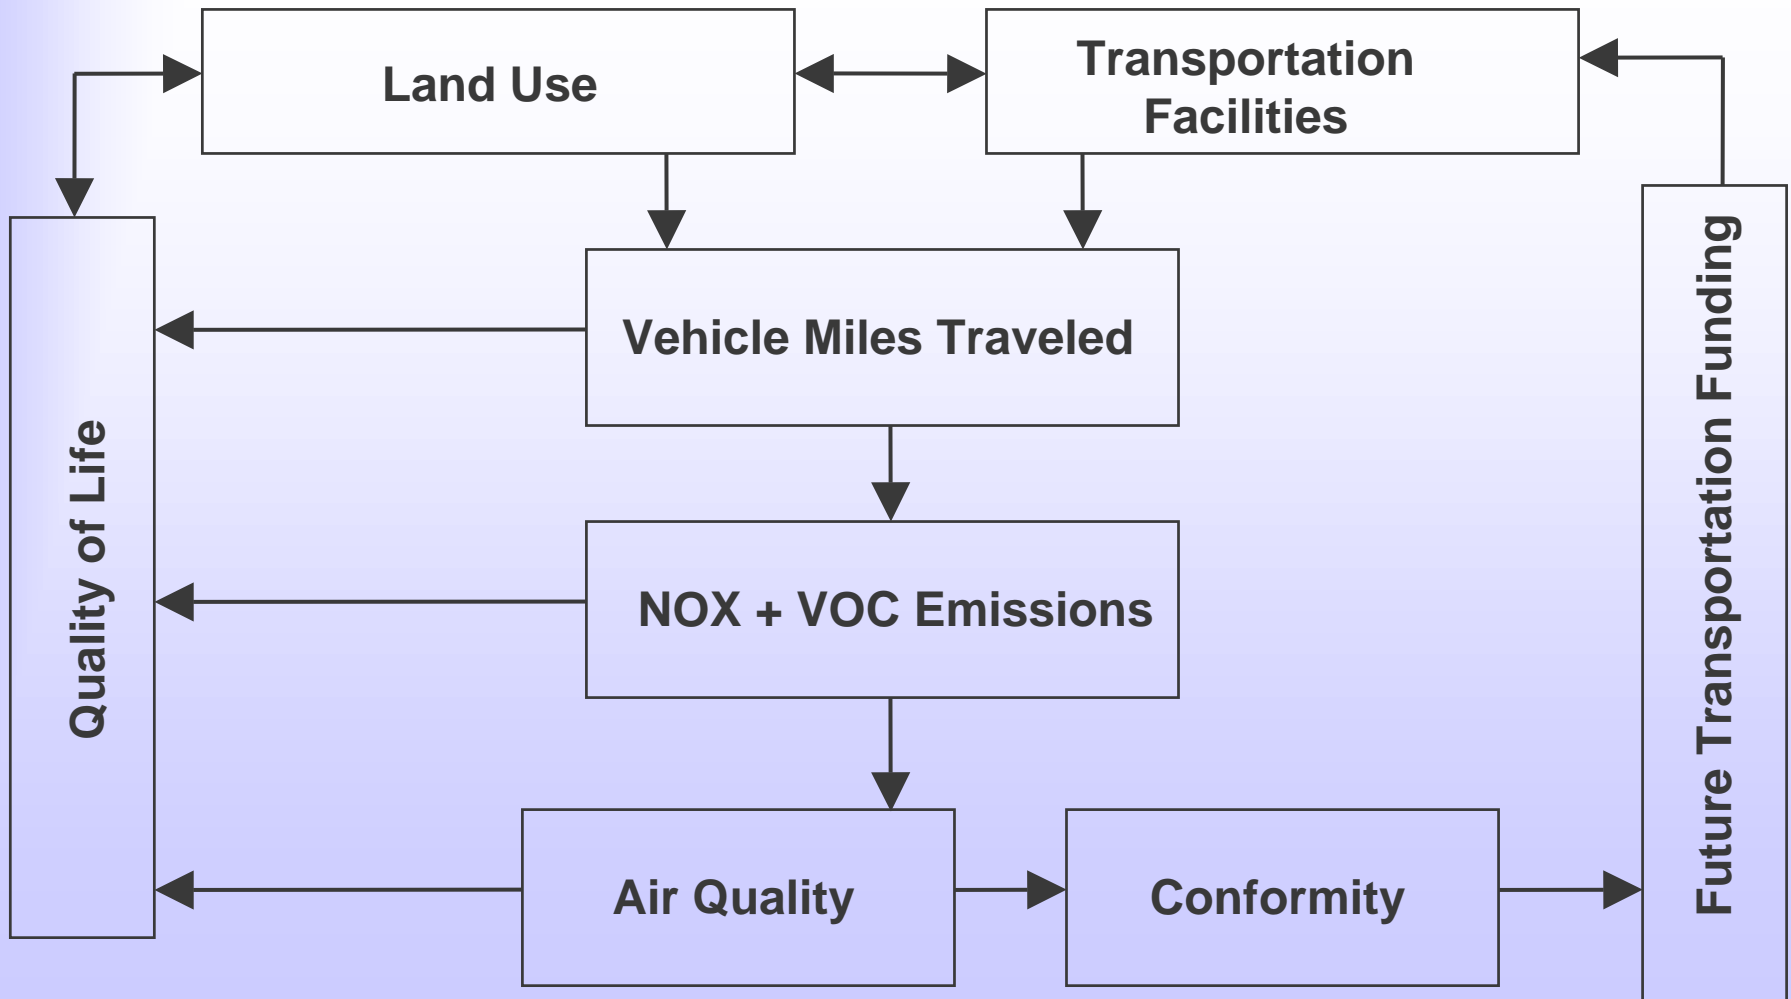 Land Use
Transportation
Facilities
Vehicle Miles Traveled
Quality of Life
NOX + VOC Emissions
Future Transportation Funding
Air Quality
Conformity